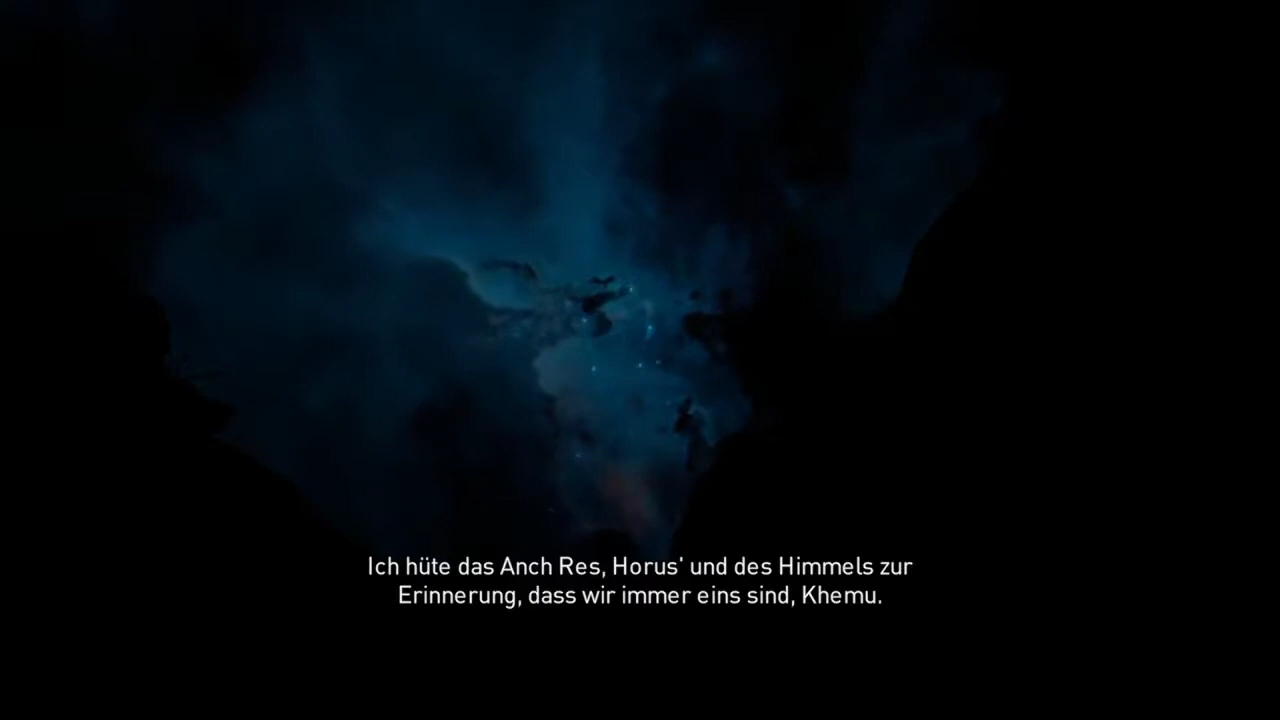 Ich hüte das Anch Res, Horus' und des Himmels zur
Erinnerung, dass wir immer eins sind, Khemu.